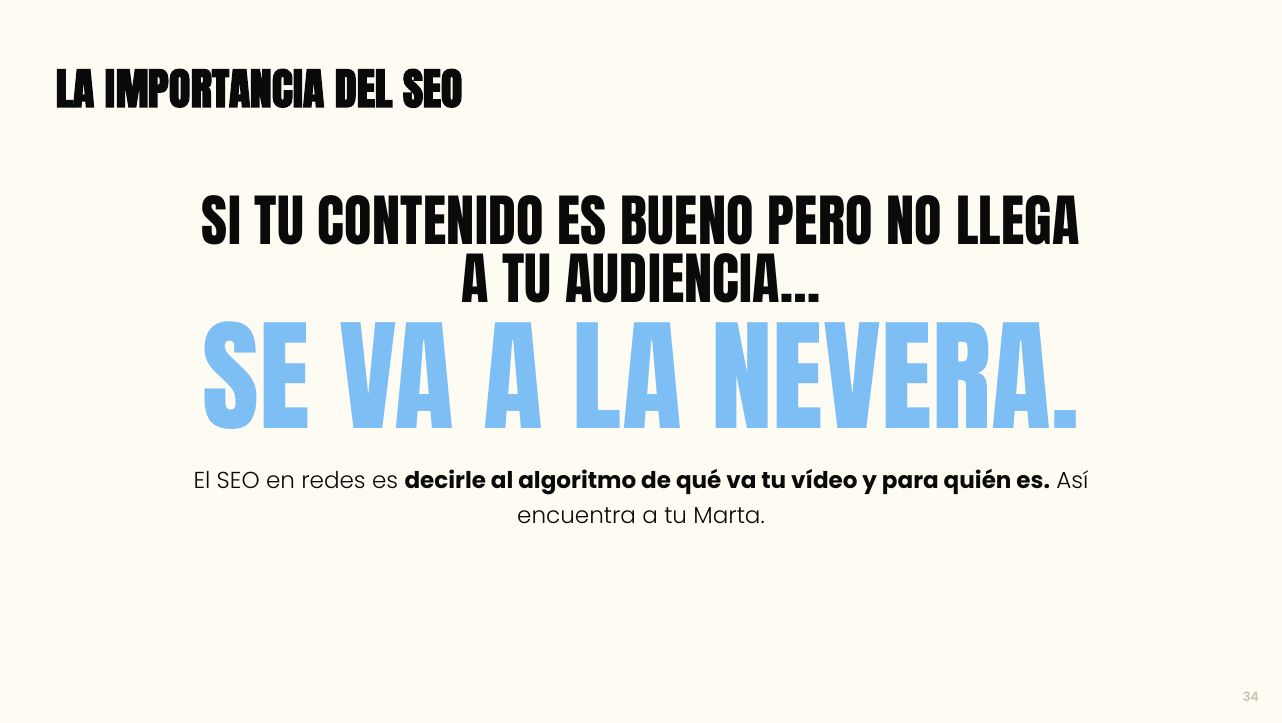 LA IMPORTANCIA DEL SEO
SI TU CONTENIDO ES BUENO PERO NO LLEGA
A TU AUDIENCIA...
SE VA A LA NEVERA.
El SEO en redes es decirle al algoritmo de qué va tu vídeo y para quién es. Así
encuentra a tu Marta.
34